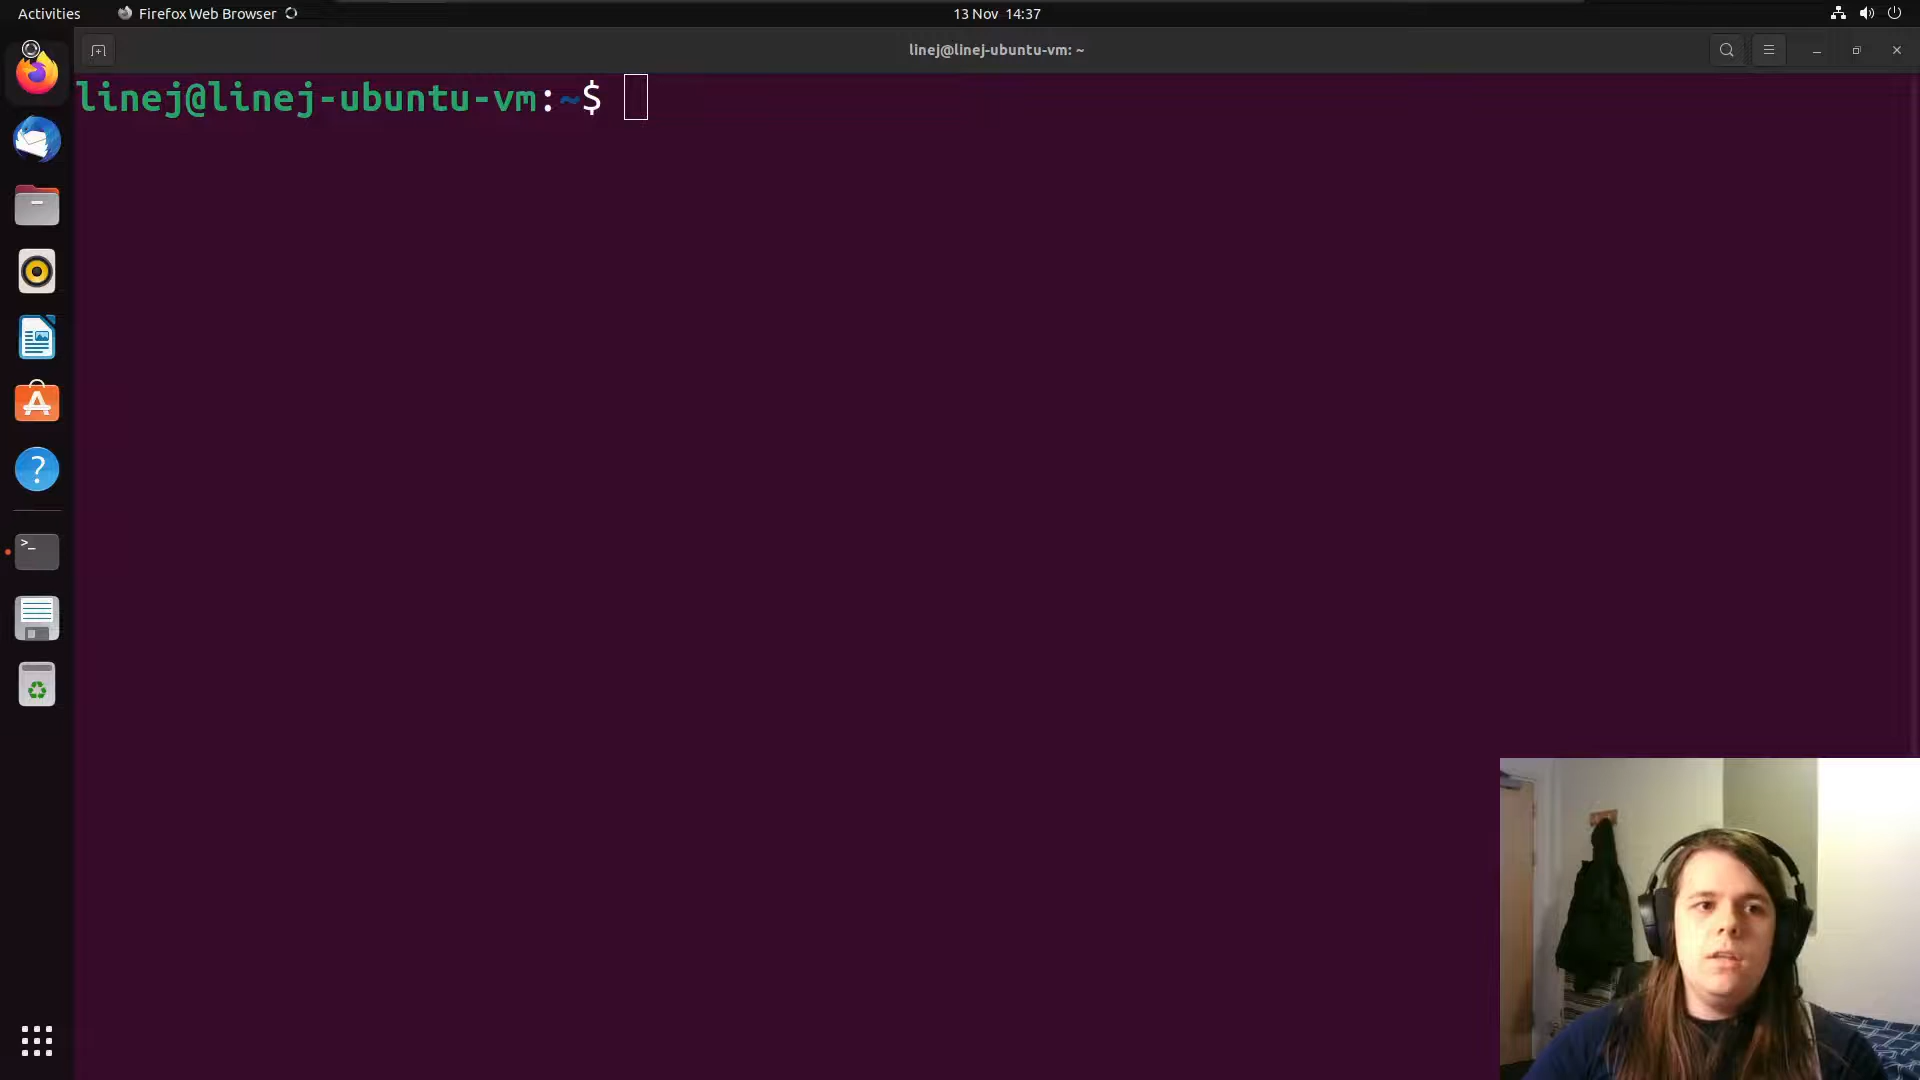 Activities
Firefox Web Browser
13 Nov 14:37
linej@linej-ubuntu-vm: ~
linej@linej-ubuntu-vm:~$
>_
?